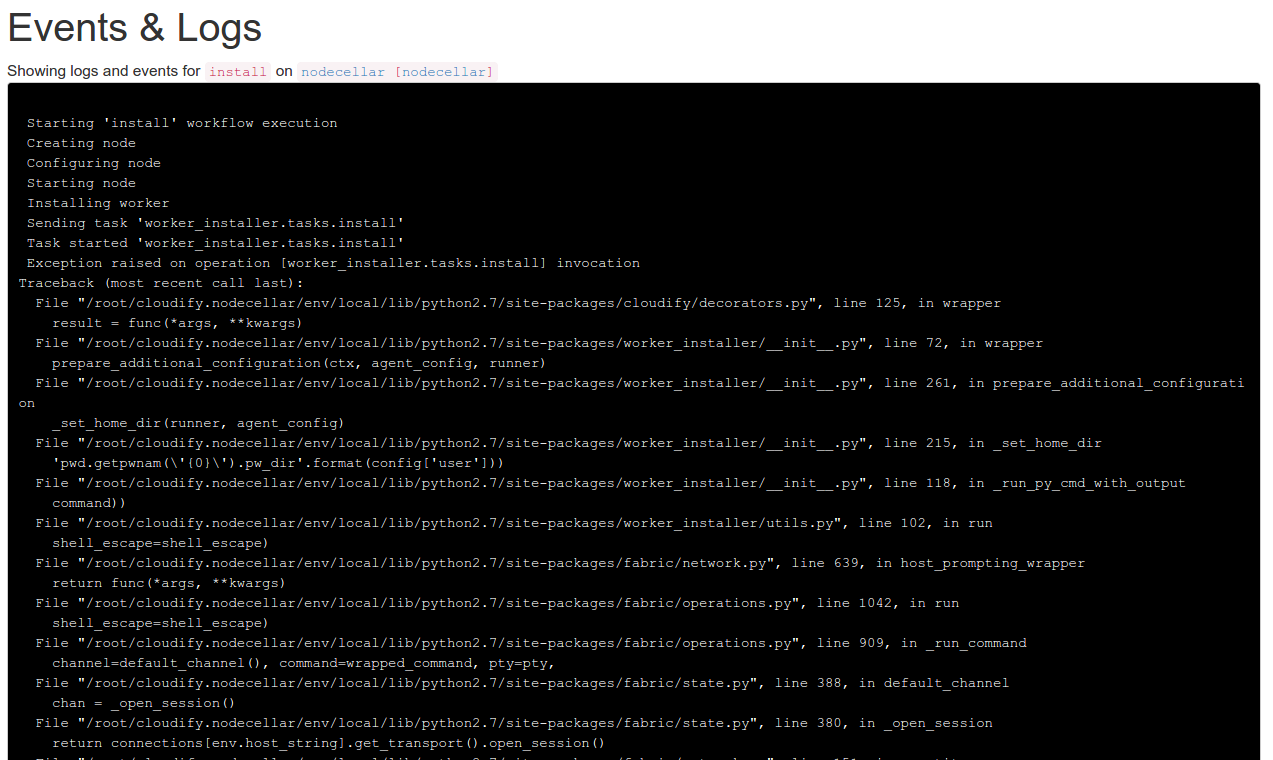 Events & Logs
Showing logs and events for install on nodecellar [nodecellar]
Starting 'install' workflow execution
Creating node
Configuring node
Starting node
Installing worker
Sending task 'worker_installer.tasks.install'
Task started 'worker_installer.tasks.install'
Exception raised on operation [worker_installer.tasks.install] invocation
Traceback (most recent call last):
File "/root/cloudify.nodecellar/env/local/lib/python2.7/site-packages/cloudify/decorators.py", line 125, in wrapper
result = func(*args, **kwargs)
File "/root/cloudify.nodecellar/env/local/lib/python2.7/site-packages/worker_installer/__init__.py", line 72, in wrapper
prepare_additional_configuration(ctx, agent_config, runner)
File "/root/cloudify.nodecellar/env/local/lib/python2.7/site-packages/worker_installer/__init__.py", line 261, in prepare_additional_configurati
on
_set_home_dir(runner, agent_config)
File "/root/cloudify.nodecellar/env/local/lib/python2.7/site-packages/worker_installer/__init__.py", line 215, in _set_home_dir
'pwd.getpwnam(\'{0}\').pw_dir'.format(config['user']))
File "/root/cloudify.nodecellar/env/local/lib/python2.7/site-packages/worker_installer/__init__.py", line 118, in _run_py_cmd_with_output
command))
File "/root/cloudify.nodecellar/env/local/lib/python2.7/site-packages/worker_installer/utils.py", line 102, in run
shell_escape=shell_escape)
File "/root/cloudify.nodecellar/env/local/lib/python2.7/site-packages/fabric/network.py", line 639, in host_prompting_wrapper
return func(*args, **kwargs)
File "/root/cloudify.nodecellar/env/local/lib/python2.7/site-packages/fabric/operations.py", line 1042, in run
shell_escape=shell_escape)
File "/root/cloudify.nodecellar/env/local/lib/python2.7/site-packages/fabric/operations.py", line 909, in _run_command
channel=default_channel(), command=wrapped_command, pty=pty,
File "/root/cloudify.nodecellar/env/local/lib/python2.7/site-packages/fabric/state.py", line 388, in default_channel
chan = _open_session()
File "/root/cloudify.nodecellar/env/local/lib/python2.7/site-packages/fabric/state.py", line 380, in _open_session
return connections[env.host_string].get_transport().open_session()